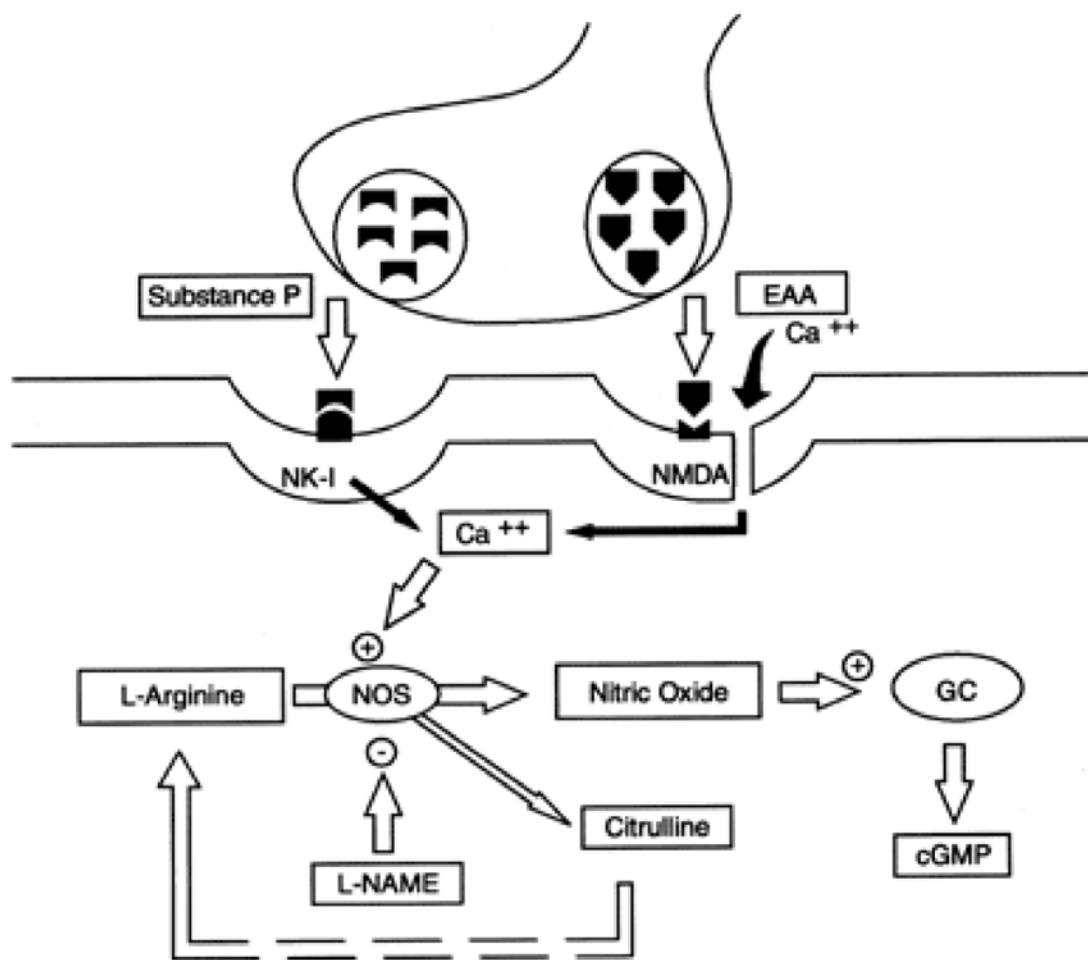 Substance P
EAA
Ca ++
NK-I
NMDA
Ca ++
+
+
L-Arginine
NOS
Nitric Oxide
GC
-
Citrulline
cGMP
L-NAME